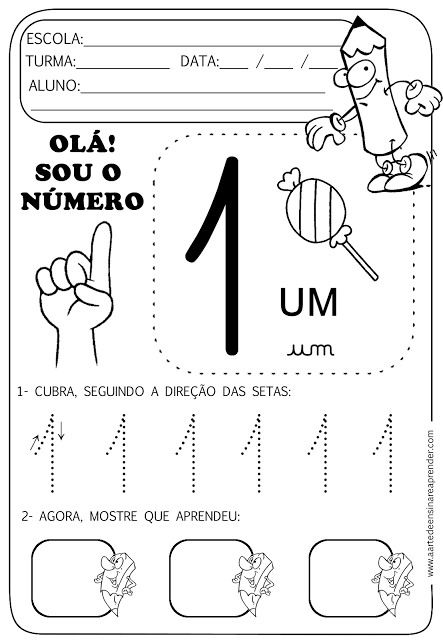 ESCOLA:
TURMA: DATA: / /
ALUNO:
OLÁ!
SOU O
NÚMERO
1
UM
um
1- CUBRA, SEGUINDO A DIREÇÃO DAS SETAS:
1 1 1 1 1 1
2- AGORA, MOSTRE QUE APRENDEU:
www.aartedeensinareaprender.com